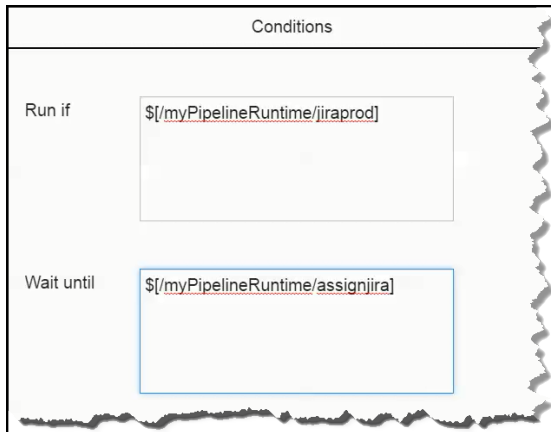 Conditions
Run if
$[/myPipelineRuntime/jiraprod]
Wait until
$[/myPipelineRuntime/assignjira]